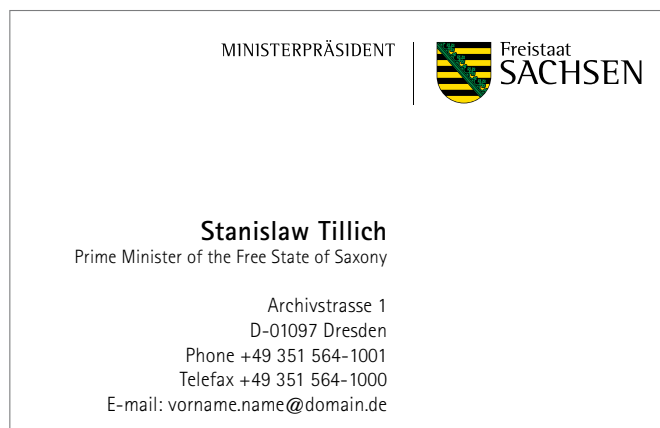 MINISTERPRÄSIDENT
Freistaat
SACHSEN
Stanislaw Tillich
Prime Minister of the Free State of Saxony
Archivstrasse 1
D-01097 Dresden
Phone +49 351 564-1001
Telefax +49 351 564-1000
E-mail: vorname.name@domain.de